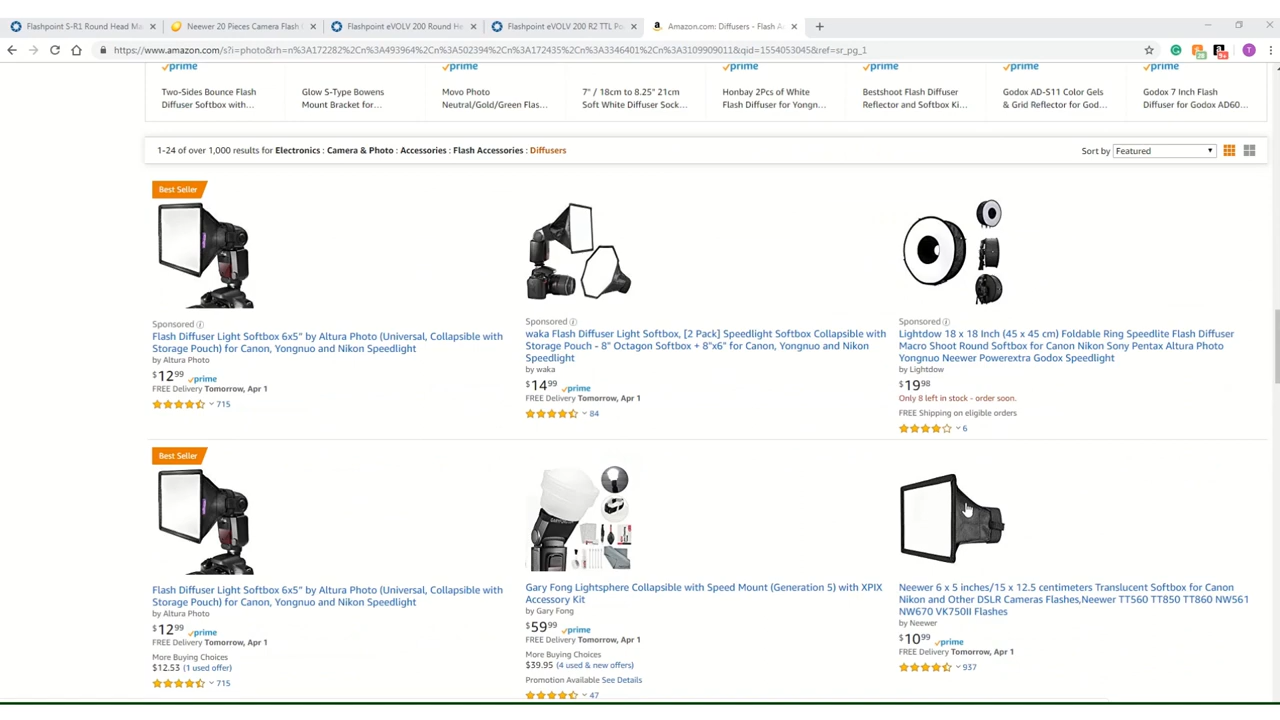 Flashpoint S-R1 Round Head Ma
Neewer 20 Pieces Camera Flash
Flashpoint eVOLV 200 Round He
Flashpoint eVOLV 200 R2 TTL Po
Amazon.com: Diffusers - Flash A
https://www.amazon.com/s?i=photo&rh=n%3A172282%2Cn%3A493964%2Cn%3A502394%2Cn%3A172435%2Cn%3A3346401%2Cn%3A3109909011&qid=1554053045&ref=sr_pg_1
prime
prime
prime
prime
prime
prime
Two-Sides Bounce Flash
Diffuser Softbox with...
Glow S-Type Bowens
Mount Bracket for...
Movo Photo
Neutral/Gold/Green Flas...
7" / 18cm to 8.25" 21cm
Soft White Diffuser Sock...
Honbay 2Pcs of White
Flash Diffuser for Yongn...
Bestshoot Flash Diffuser
Reflector and Softbox Ki...
Godox AD-S11 Color Gels
& Grid Reflector for God...
Godox 7 Inch Flash
Diffuser for Godox AD60...
1-24 of over 1,000 results for Electronics : Camera & Photo : Accessories : Flash Accessories : Diffusers
Sort by Featured
Best Seller
Sponsored
Flash Diffuser Light Softbox 6x5" by Altura Photo (Universal, Collapsible with
Storage Pouch) for Canon, Yongnuo and Nikon Speedlight
by Altura Photo
$12 99 prime
FREE Delivery Tomorrow, Apr 1
715
Sponsored
waka Flash Diffuser Light Softbox, [2 Pack] Speedlight Softbox Collapsible with
Storage Pouch - 8" Octagon Softbox + 8"x6" for Canon, Yongnuo and Nikon
Speedlight
by waka
$14 99 prime
FREE Delivery Tomorrow, Apr 1
84
Sponsored
Lightdow 18 x 18 Inch (45 x 45 cm) Foldable Ring Speedlite Flash Diffuser
Macro Shoot Round Softbox for Canon Nikon Sony Pentax Altura Photo
Yongnuo Neewer Powerextra Godox Speedlight
by Lightdow
$19 98
Only 8 left in stock - order soon.
FREE Shipping on eligible orders
6
Best Seller
Flash Diffuser Light Softbox 6x5" by Altura Photo (Universal, Collapsible with
Storage Pouch) for Canon, Yongnuo and Nikon Speedlight
by Altura Photo
$12 99 prime
FREE Delivery Tomorrow, Apr 1
More Buying Choices
$12.53 (1 used offer)
715
Gary Fong Lightsphere Collapsible with Speed Mount (Generation 5) with XPIX
Accessory Kit
by Gary Fong
$59 99 prime
FREE Delivery Tomorrow, Apr 1
More Buying Choices
$39.95 (4 used & new offers)
Promotion Available See Details
47
Neewer 6 x 5 inches/15 x 12.5 centimeters Translucent Softbox for Canon
Nikon and Other DSLR Cameras Flashes,Neewer TT560 TT850 TT860 NW561
NW670 VK750II Flashes
by Neewer
$10 99 prime
FREE Delivery Tomorrow, Apr 1
937